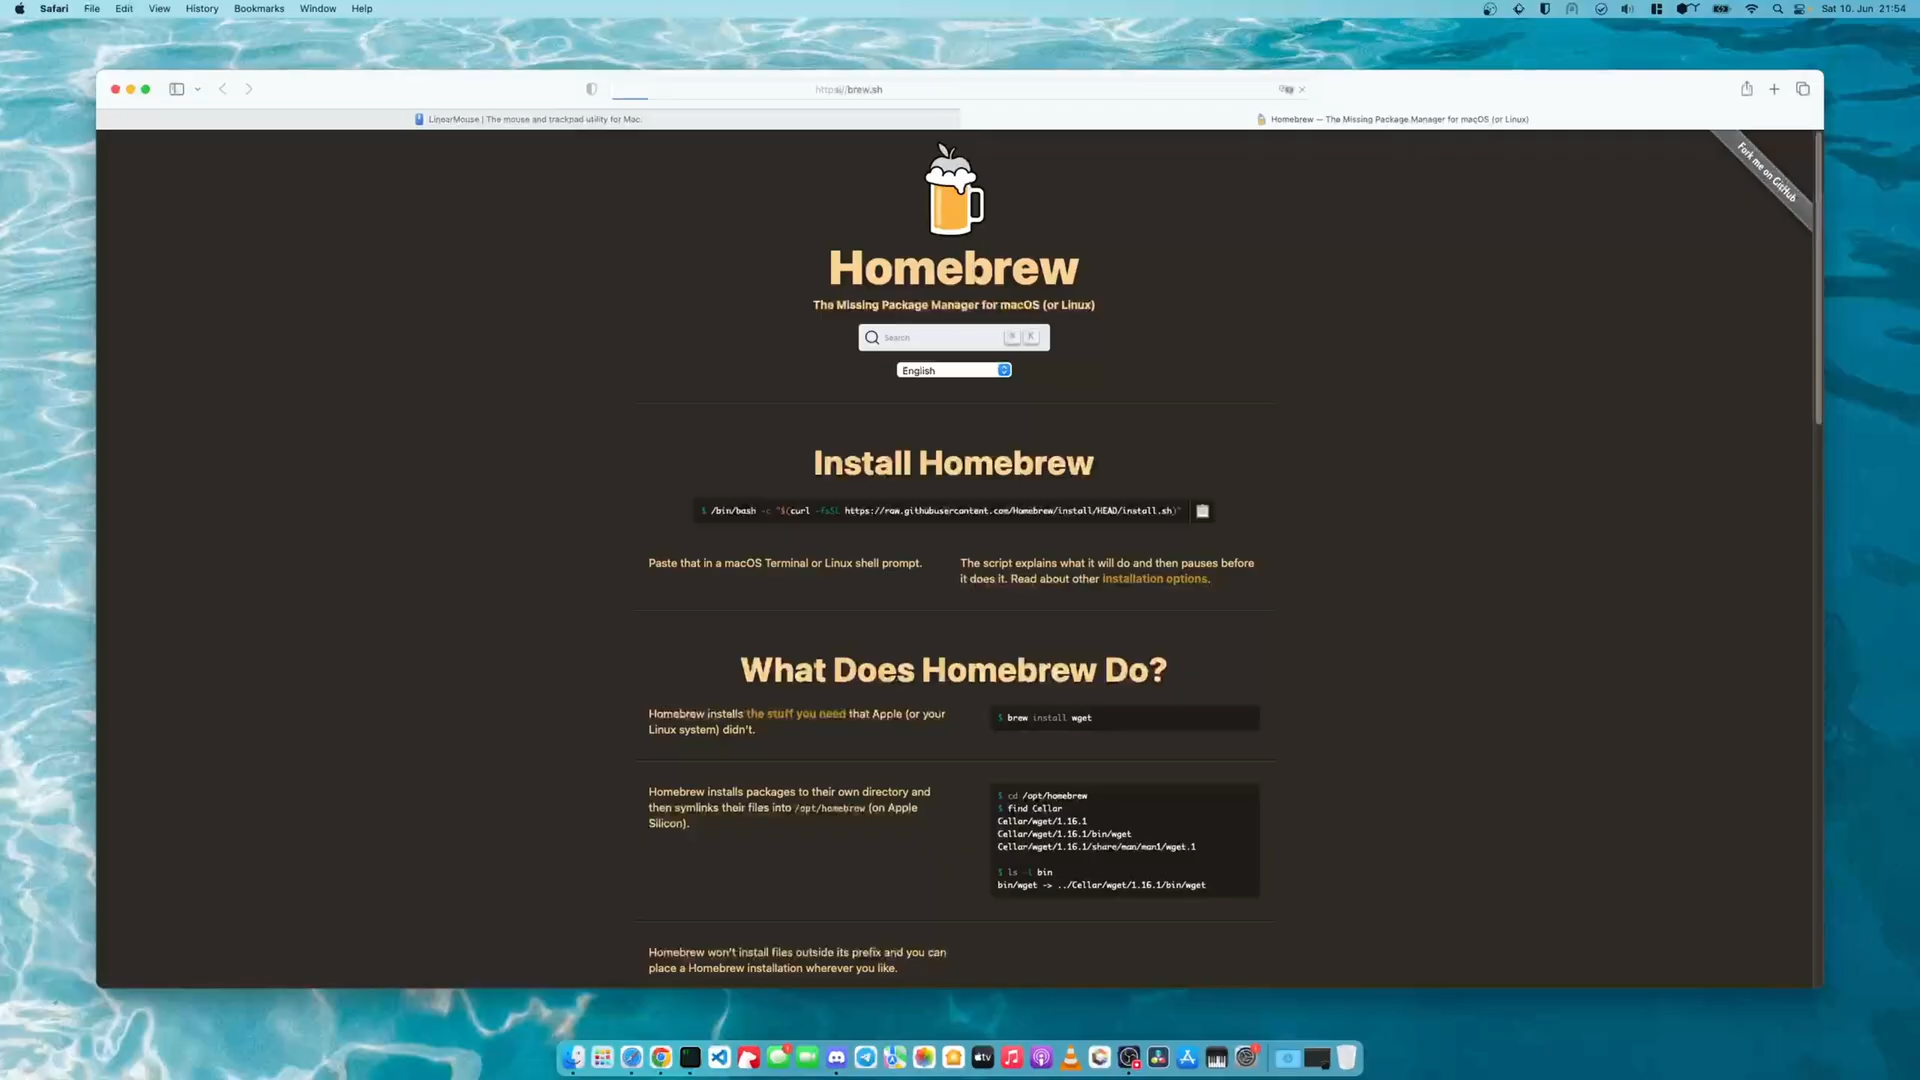 Safari File Edit View History Bookmarks Window Help
Sat 10. Jun 21:54
https://brew.sh
LinearMouse | The mouse and trackpad utility for Mac.
Homebrew — The Missing Package Manager for macOS (or Linux)
Fork me on GitHub
Homebrew
The Missing Package Manager for macOS (or Linux)
Search
K
English
Install Homebrew
$ /bin/bash -c "$(curl -fsSL https://raw.githubusercontent.com/Homebrew/install/HEAD/install.sh)"
Paste that in a macOS Terminal or Linux shell prompt.
The script explains what it will do and then pauses before
it does it. Read about other installation options.
What Does Homebrew Do?
Homebrew installs the stuff you need that Apple (or your
Linux system) didn't.
$ brew install wget
Homebrew installs packages to their own directory and
then symlinks their files into /opt/homebrew (on Apple
Silicon).
$ cd /opt/homebrew
$ find Cellar
Cellar/wget/1.16.1
Cellar/wget/1.16.1/bin/wget
Cellar/wget/1.16.1/share/man/man1/wget.1
$ ls -l bin
bin/wget -> ../Cellar/wget/1.16.1/bin/wget
Homebrew won't install files outside its prefix and you can
place a Homebrew installation wherever you like.
tv